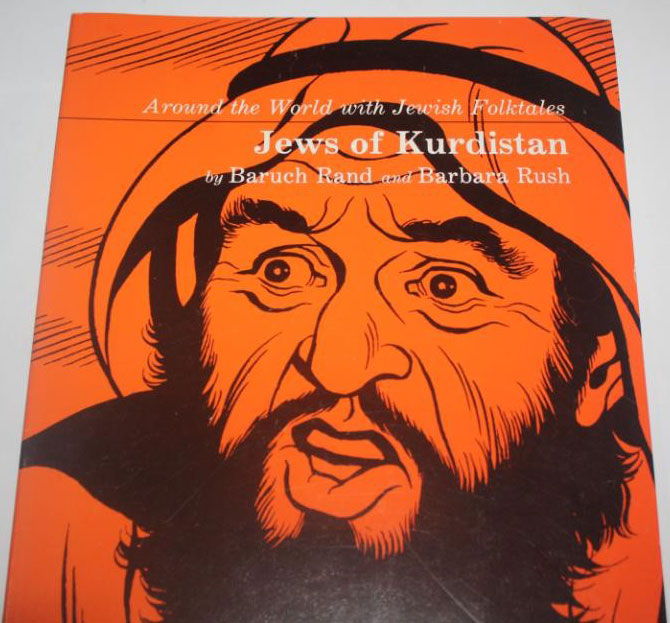 Around the World with Jewish Folktales
Jews of Kurdistan
by Baruch Rand and Barbara Rush